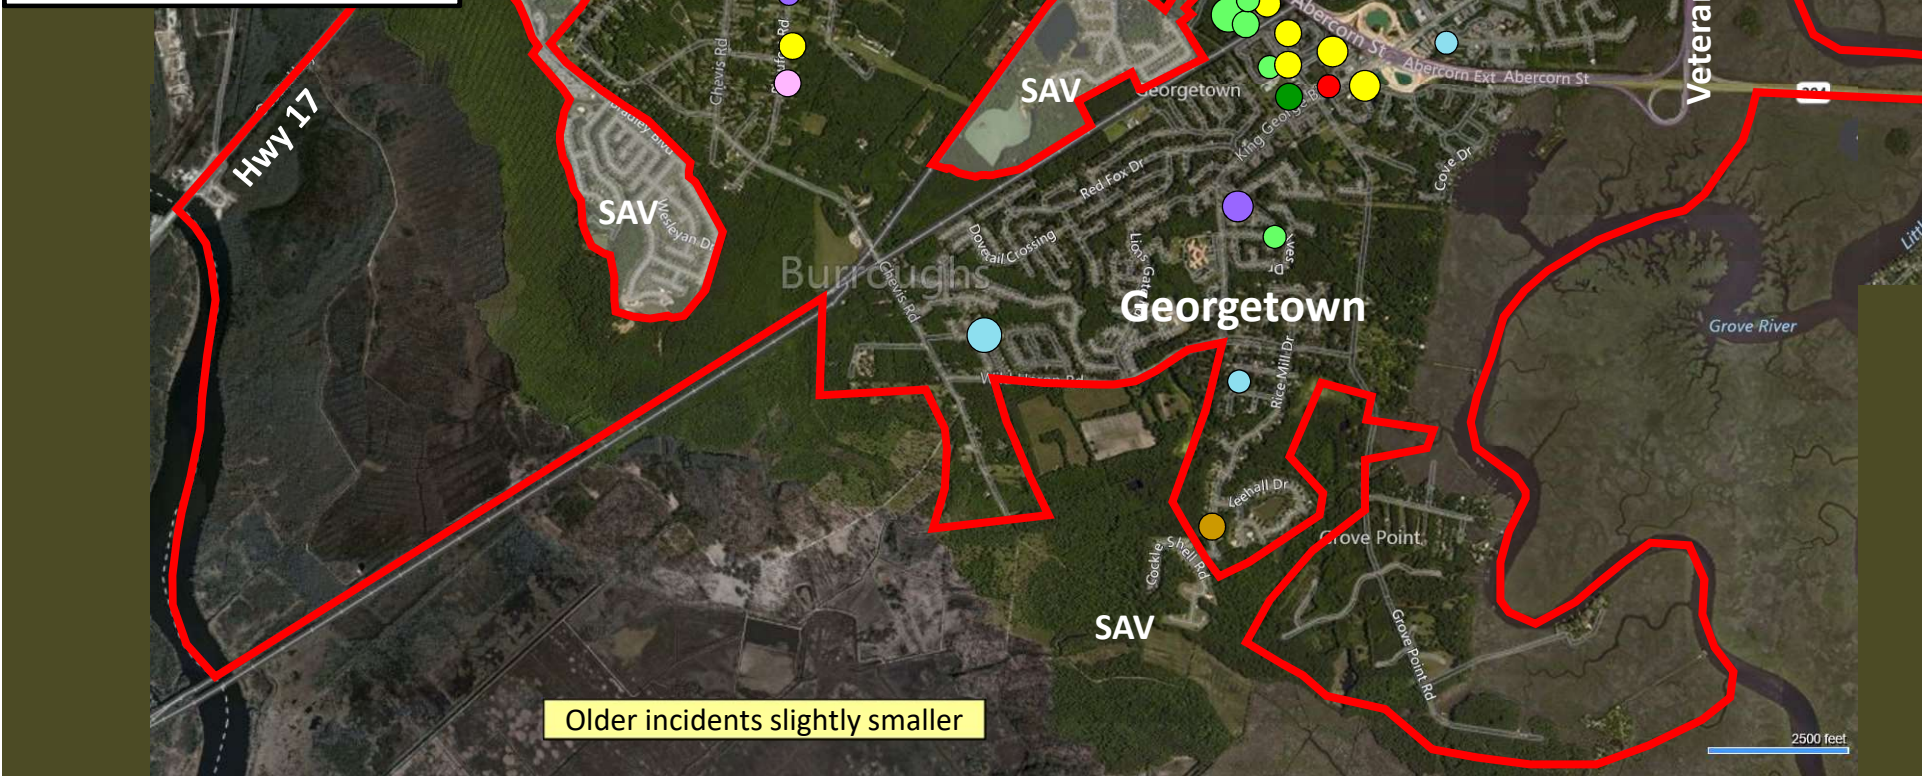 Abercorn St.
Abercorn Ext
Abercorn St
Veteran
Chevis Rd
Hwy 17
Bradley Blvd
SAV
Georgetown
King George
Cove Dr
Red Fox Dr
SAV
Wesleyan Dr
Dovetail Crossing
Lions Gate
Burroughs
Chevis Rd
Georgetown
Grove River
Rice Mill Dr
Grove Point
Cockle Shell Rd
SAV
Grove Point Rd
Older incidents slightly smaller
2500 feet